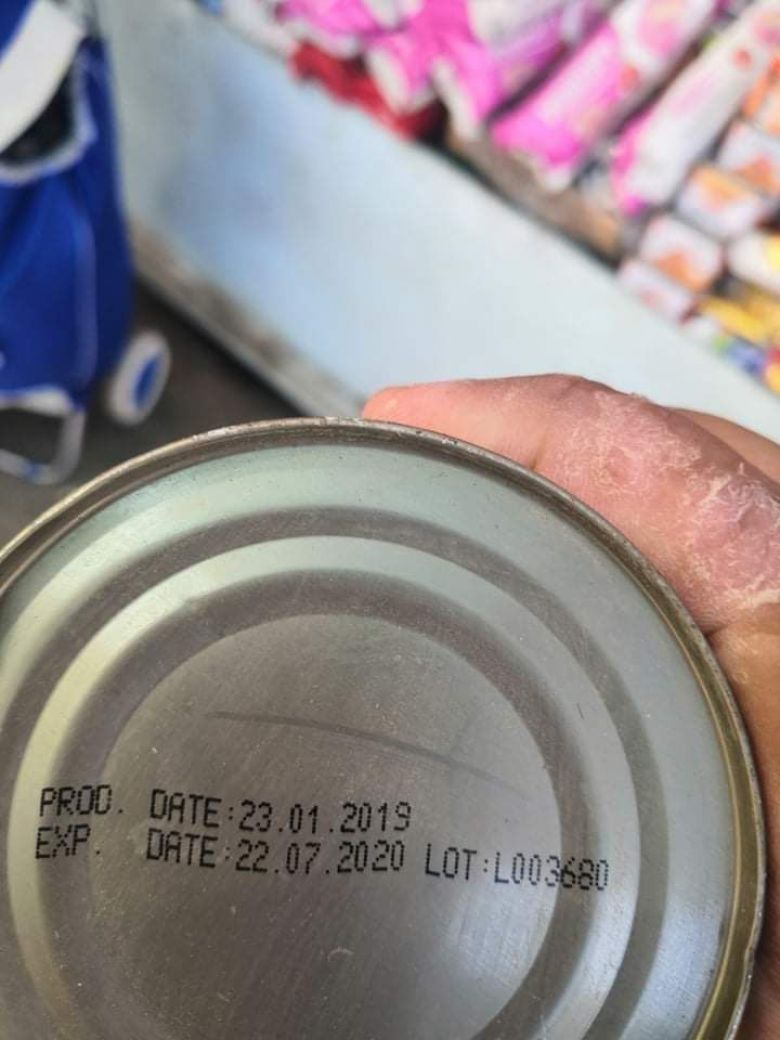 PROD. DATE:23.01.2019
EXP. DATE:22.07.2020 LOT:L003680